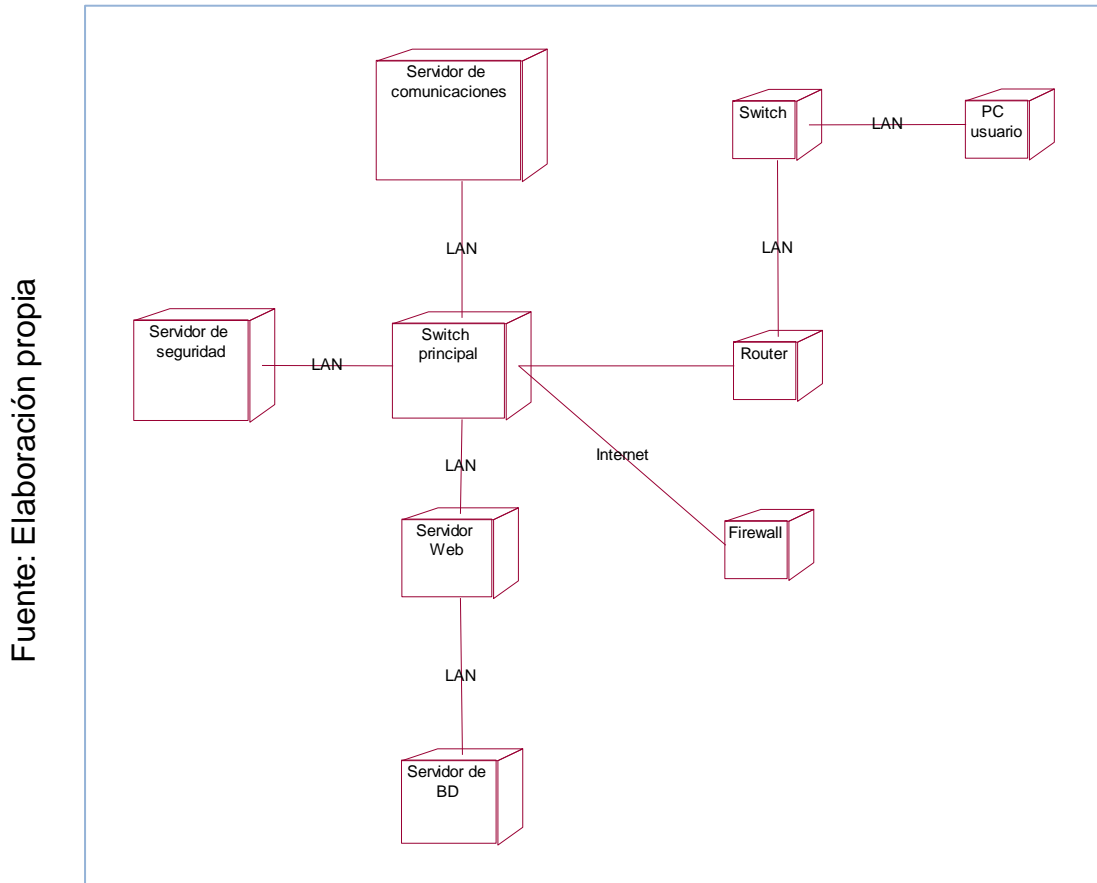 Fuente: Elaboración propia
Servidor de
comunicaciones
Switch
LAN
PC
usuario
LAN
LAN
Servidor de
seguridad
LAN
Switch
principal
Router
Internet
LAN
Servidor
Web
Firewall
LAN
Servidor de
BD